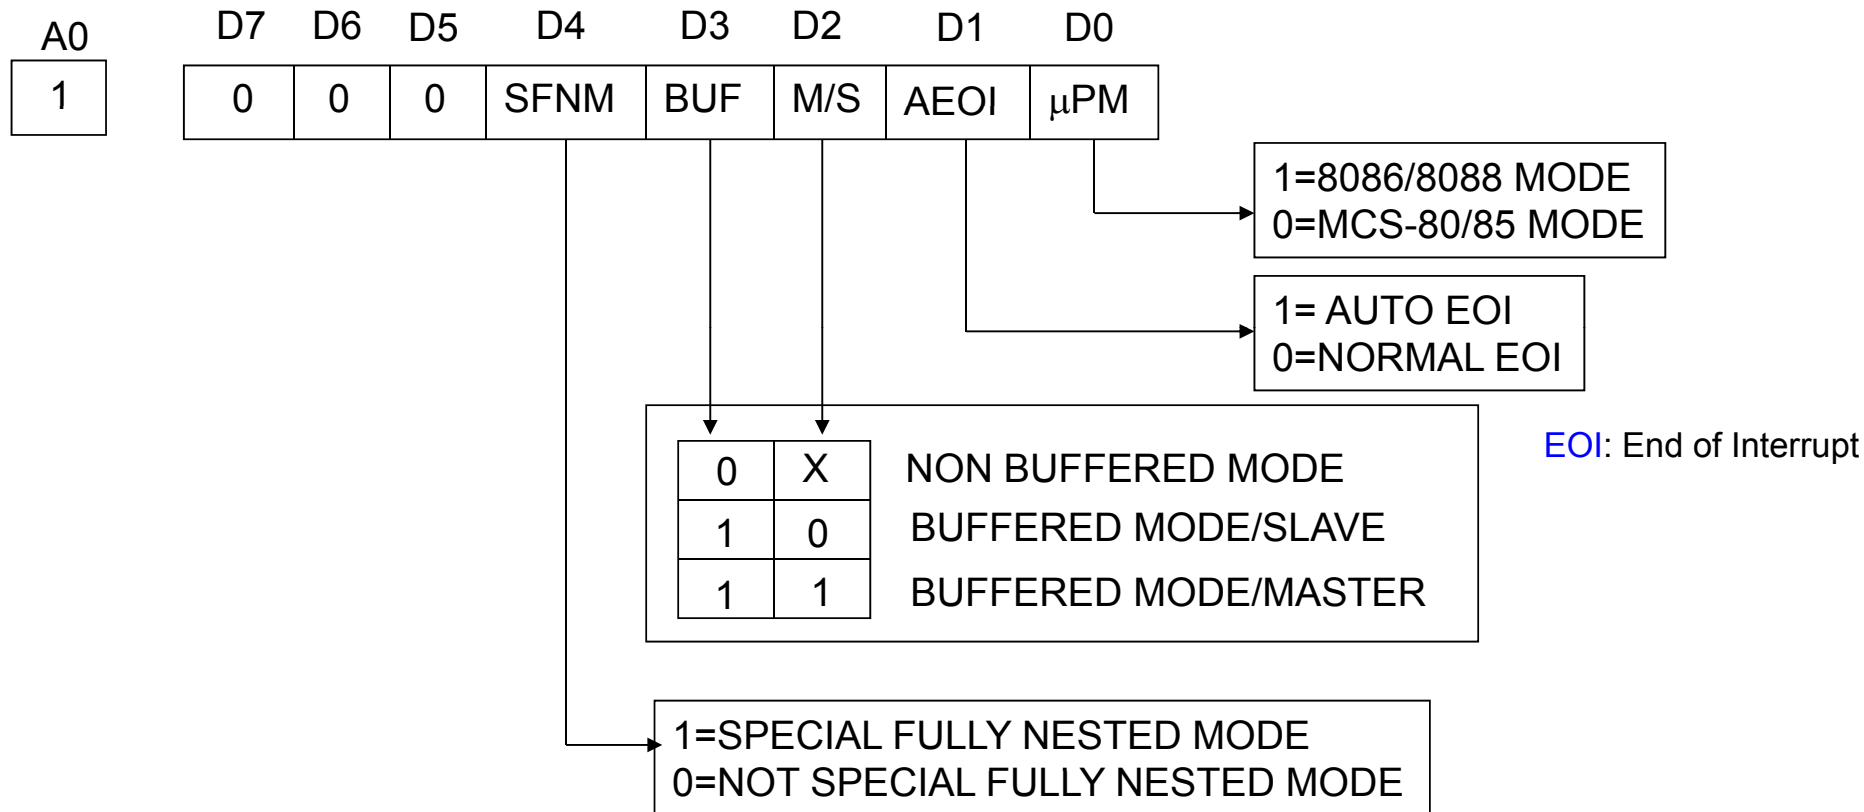 A0 D7 D6 D5 D4 D3 D2 D1 D0
1 0 0 0 SFNM BUF M/S AEOI μPM
1=8086/8088 MODE
0=MCS-80/85 MODE
1= AUTO EOI
0=NORMAL EOI
EOI: End of Interrupt
0 X NON BUFFERED MODE
1 0 BUFFERED MODE/SLAVE
1 1 BUFFERED MODE/MASTER
1=SPECIAL FULLY NESTED MODE
0=NOT SPECIAL FULLY NESTED MODE